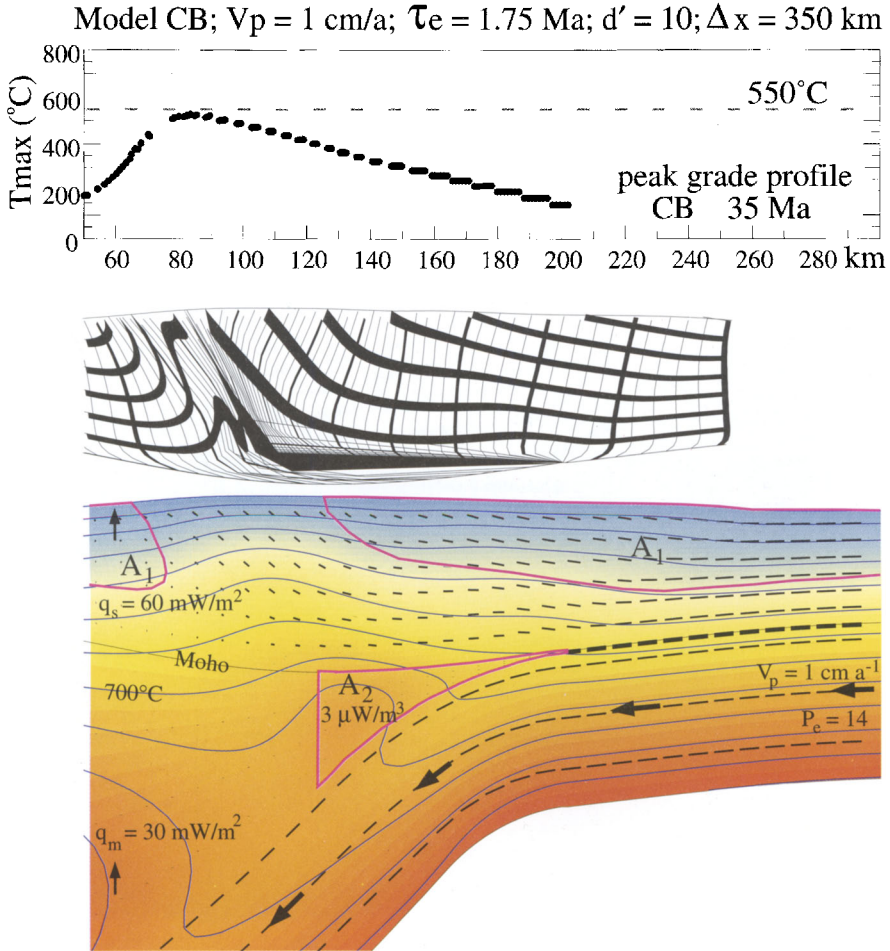 Model CB; Vp = 1 cm/a; τe = 1.75 Ma; d′ = 10; Δx = 350 km
800
600
400
200
0
Tmax (°C)
550°C
peak grade profile
CB 35 Ma
60 80 100 120 140 160 180 200 220 240 260 280 km
A1
A1
qs = 60 mW/m2
Moho
700°C
A2
3 μW/m3
Vp = 1 cm a-1
Pe = 14
qm = 30 mW/m2